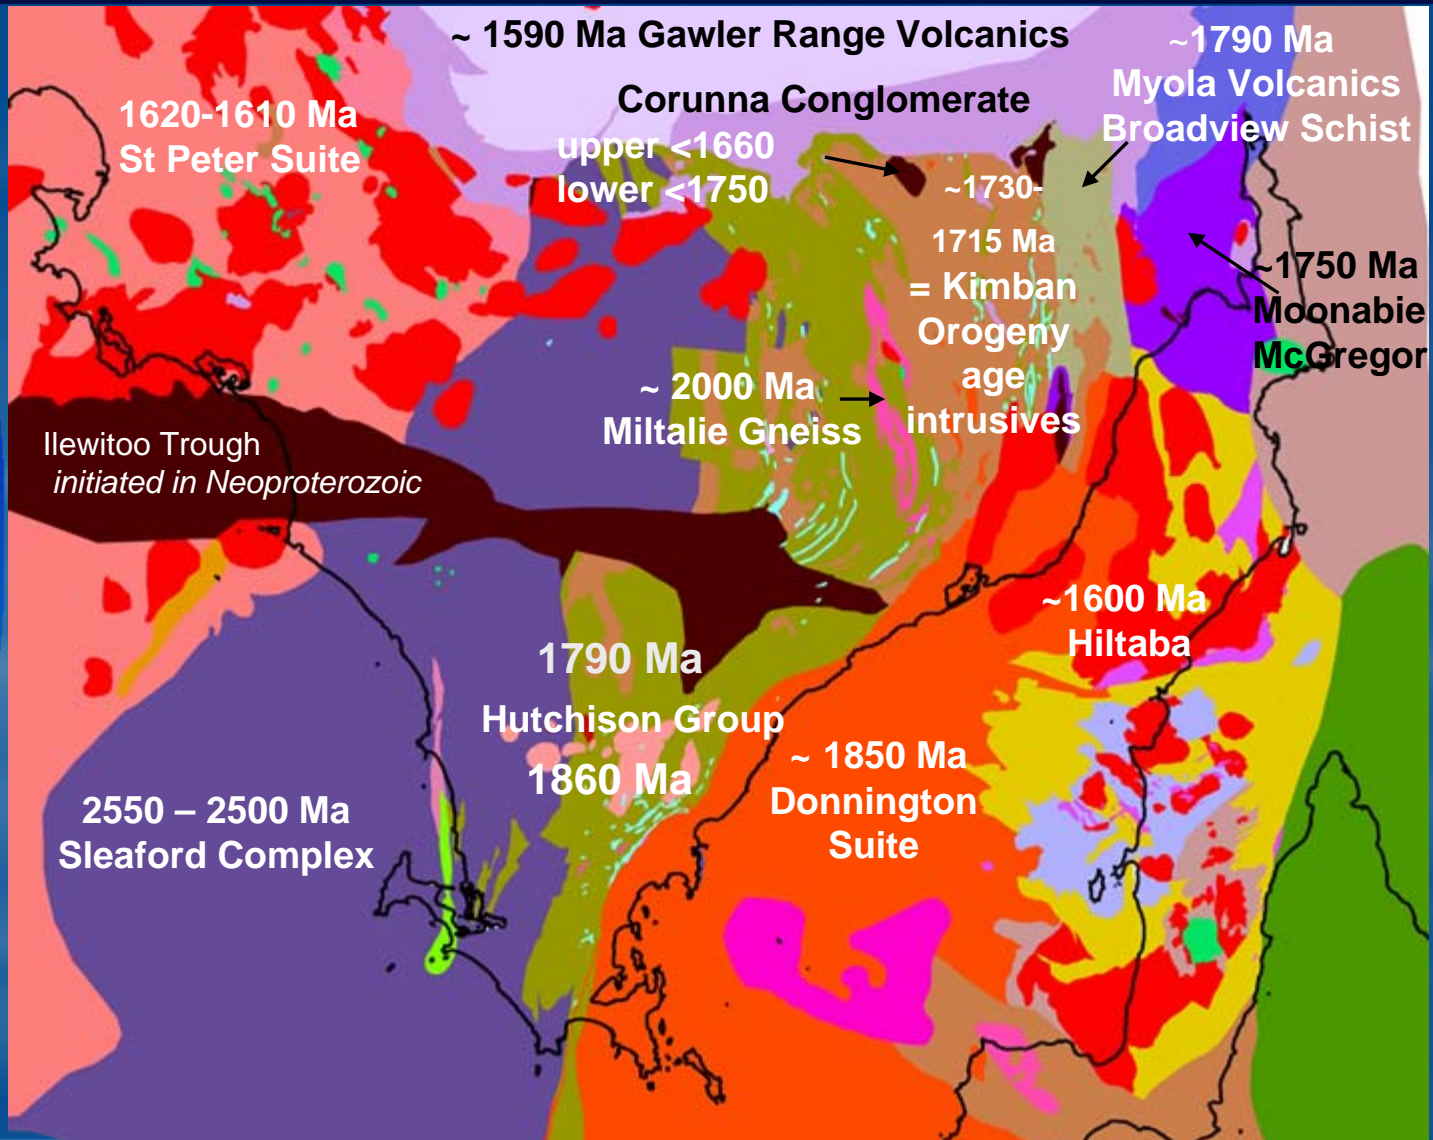 ~ 1590 Ma Gawler Range Volcanics
~1790 Ma
Myola Volcanics
Broadview Schist
Corunna Conglomerate
upper <1660
lower <1750
1620-1610 Ma
St Peter Suite
~1730-
1715 Ma
= Kimban
Orogeny
age
intrusives
~1750 Ma
Moonabie
McGregor
~ 2000 Ma
Miltalie Gneiss
Ilewitoo Trough
initiated in Neoproterozoic
~1600 Ma
Hiltaba
1790 Ma
Hutchison Group
1860 Ma
~ 1850 Ma
Donnington
Suite
2550 – 2500 Ma
Sleaford Complex